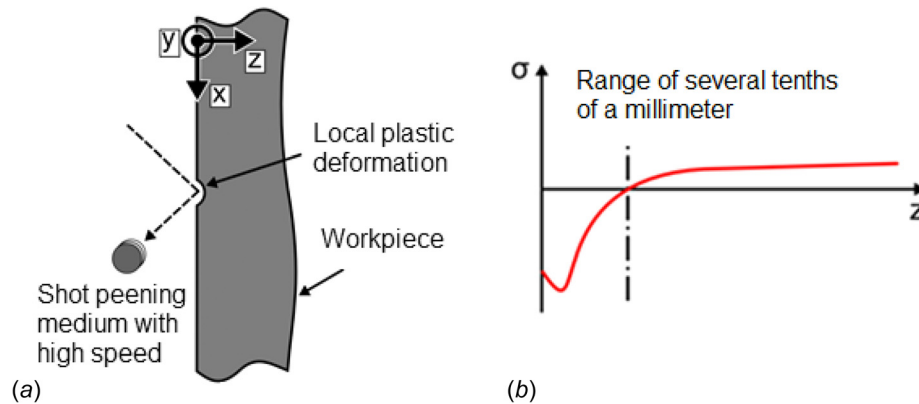 y
z
x
Local plastic
deformation
Workpiece
Shot peening
medium with
high speed
(a)
σ
Range of several tenths
of a millimeter
z
(b)